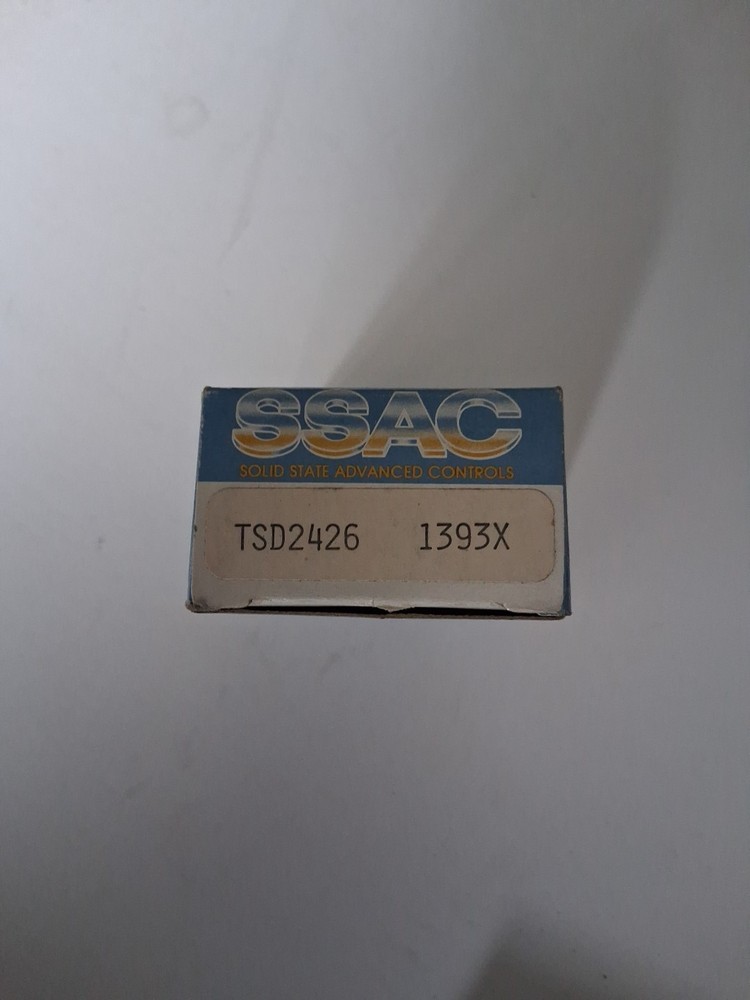 SSAC
SOLID STATE ADVANCED CONTROLS
TSD2426 1393X